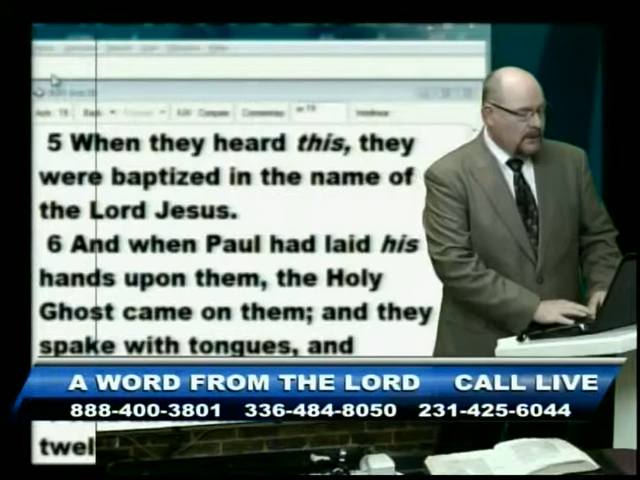 5 When they heard this, they
were baptized in the name of
the Lord Jesus.
6 And when Paul had laid his
hands upon them, the Holy
Ghost came on them; and they
spake with tongues, and
A WORD FROM THE LORD CALL LIVE
888-400-3801 336-484-8050 231-425-6044
twel